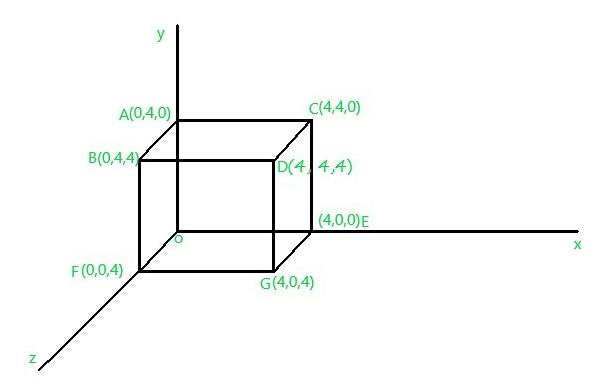 y
A(0,4,0)
C(4,4,0)
B(0,4,4)
D(4,4,4)
(4,0,0)E
o
x
F(0,0,4)
G(4,0,4)
z